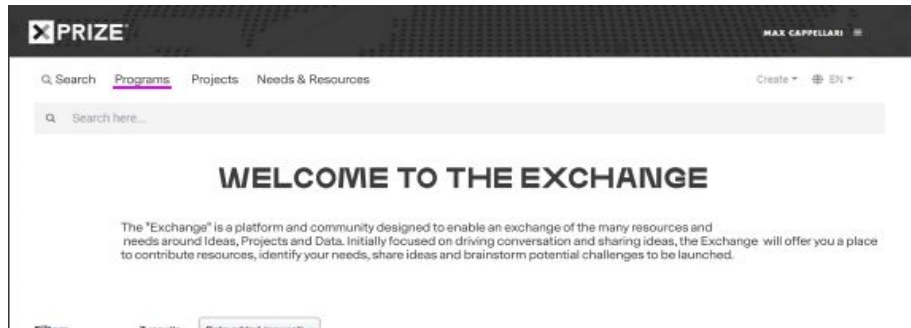 XPRIZE
MAX CAPPELLARI
Search Programs Projects Needs & Resources Create EN
Search here...
WELCOME TO THE EXCHANGE
The "Exchange" is a platform and community designed to enable an exchange of the many resources and
needs around Ideas, Projects and Data. Initially focused on driving conversation and sharing ideas, the Exchange will offer you a place
to contribute resources, identify your needs, share ideas and brainstorm potential challenges to be launched.